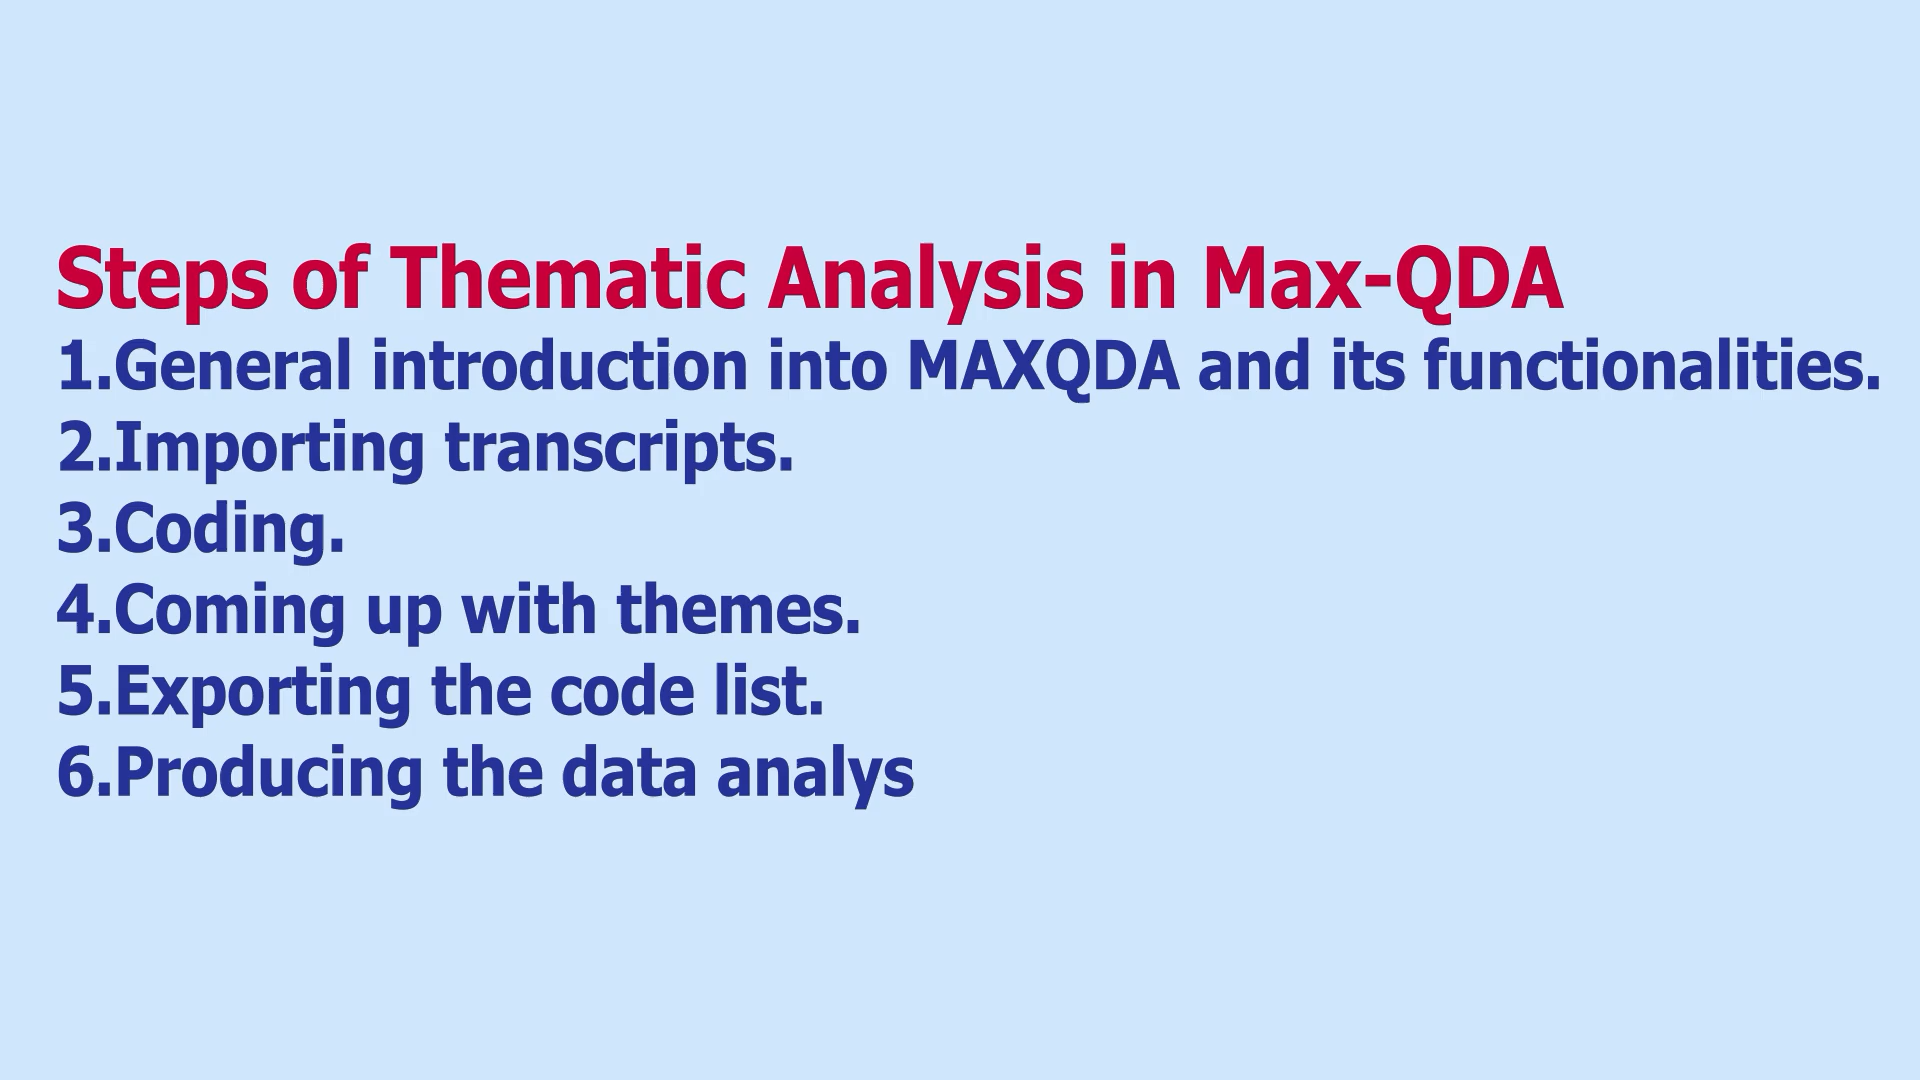 Steps of Thematic Analysis in Max-QDA
1.General introduction into MAXQDA and its functionalities.
2.Importing transcripts.
3.Coding.
4.Coming up with themes.
5.Exporting the code list.
6.Producing the data analys